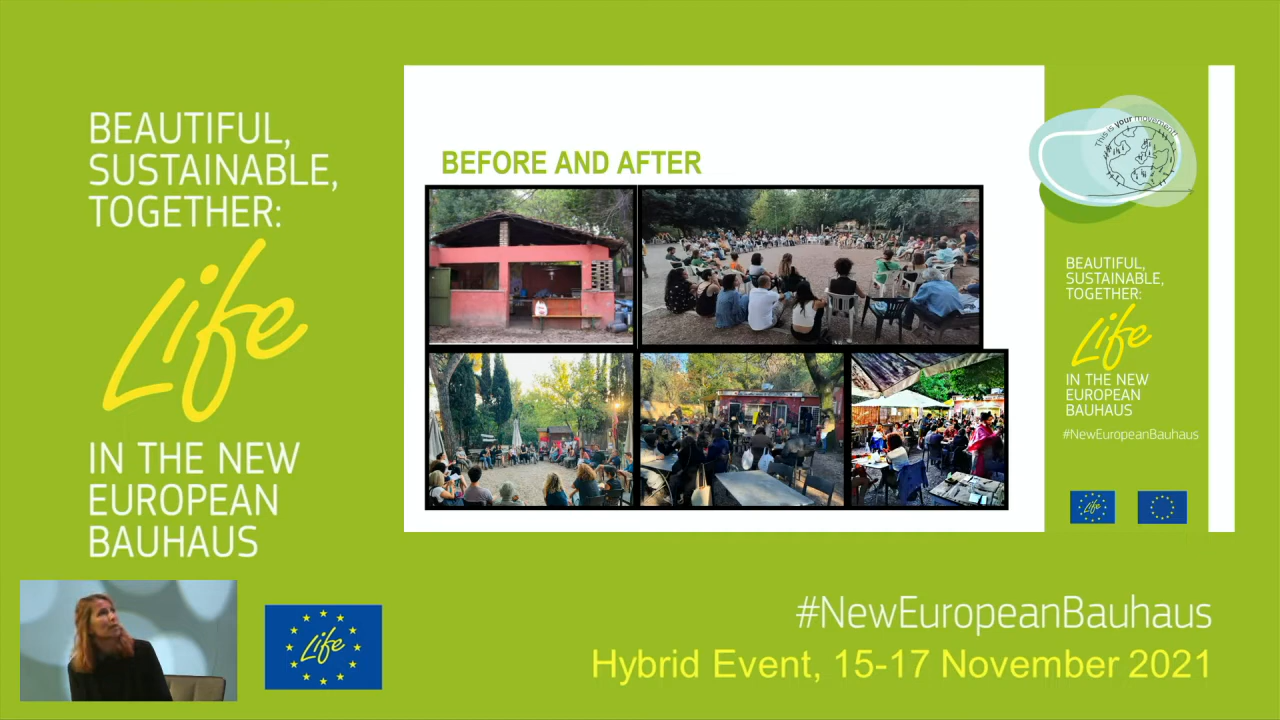 BEAUTIFUL,
SUSTAINABLE,
TOGETHER:
Life
IN THE NEW
EUROPEAN
BAUHAUS
BEFORE AND AFTER
This is your movement!
BEAUTIFUL,
SUSTAINABLE,
TOGETHER:
Life
IN THE NEW
EUROPEAN
BAUHAUS
#NewEuropeanBauhaus
Life
Life
#NewEuropeanBauhaus
Hybrid Event, 15-17 November 2021